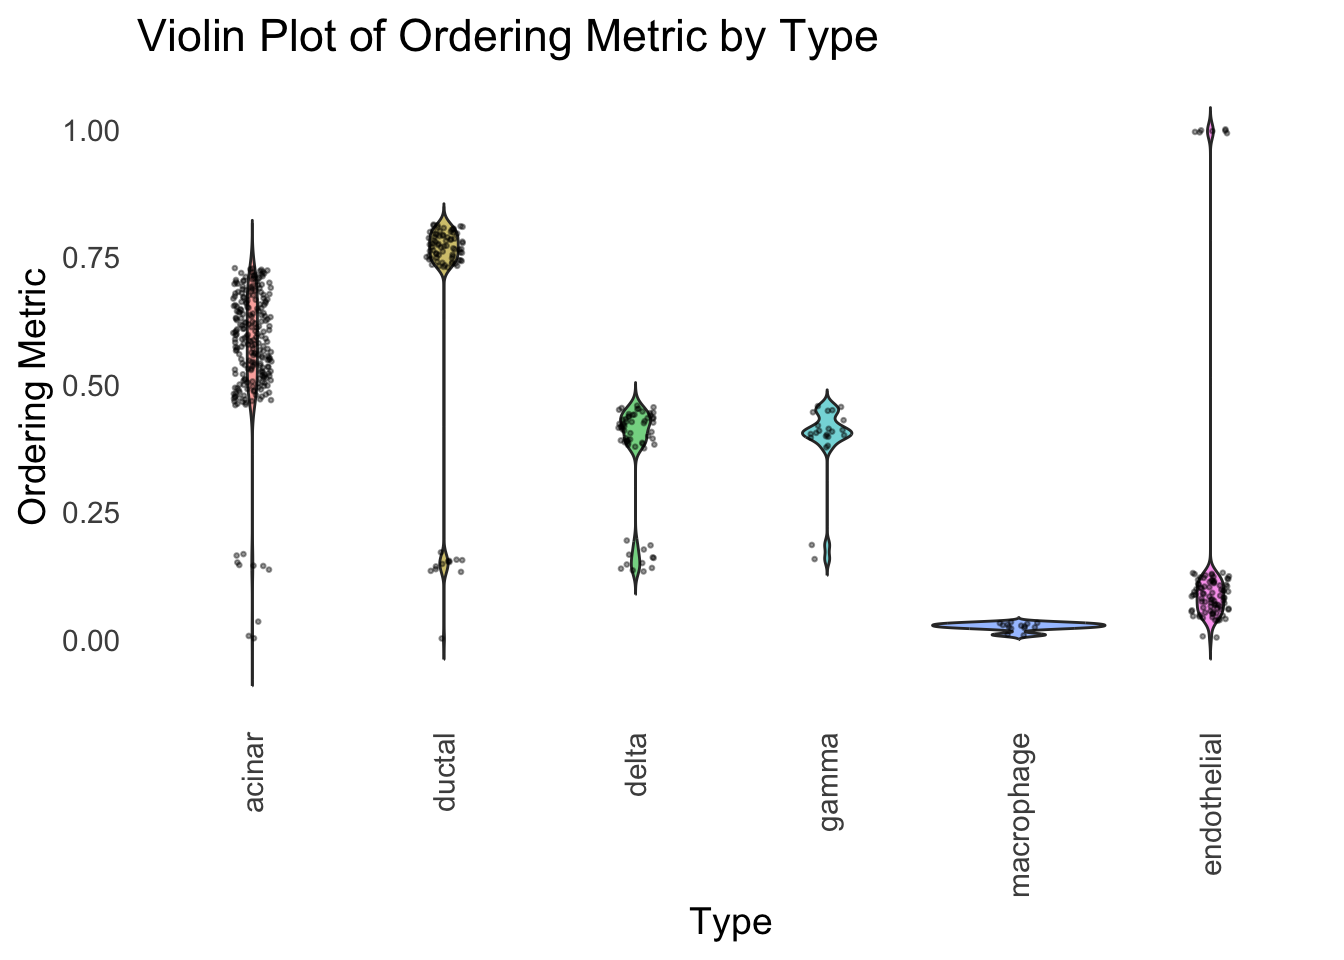 Violin Plot of Ordering Metric by Type
1.00
0.75
0.50
0.25
0.00
Ordering Metric
acinar
ductal
delta
gamma
macrophage
endothelial
Type